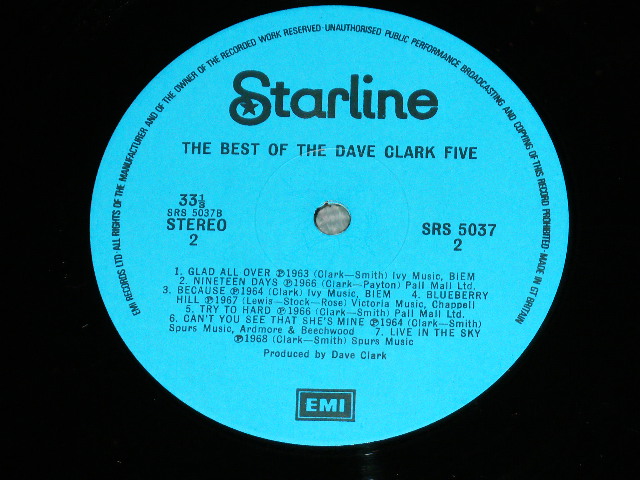 EMI RECORDS LTD·ALL RIGHTS OF THE MANUFACTURER AND OF THE OWNER OF THE RECORDED WORK RESERVED·UNAUTHORISED PUBLIC PERFORMANCE BROADCASTING AND COPYING OF THIS RECORD PROHIBITED·MADE IN GT BRITAIN
Starline
THE BEST OF THE DAVE CLARK FIVE
33⅓
SRS 5037B
STEREO
2
SRS 5037
2
1. GLAD ALL OVER ℗1963 (Clark—Smith) Ivy Music, BIEM
2. NINETEEN DAYS ℗1966 (Clark—Payton) Pall Mall Ltd.
3. BECAUSE ℗1964 (Clark) Ivy Music, BIEM 4. BLUEBERRY
HILL ℗1967 (Lewis—Stock—Rose) Victoria Music, Chappell
5. TRY TO HARD ℗1966 (Clark—Smith) Pall Mall Ltd.
6. CAN'T YOU SEE THAT SHE'S MINE ℗1964 (Clark—Smith)
Spurs Music, Ardmore & Beechwood 7. LIVE IN THE SKY
℗1968 (Clark—Smith) Spurs Music
Produced by Dave Clark
EMI